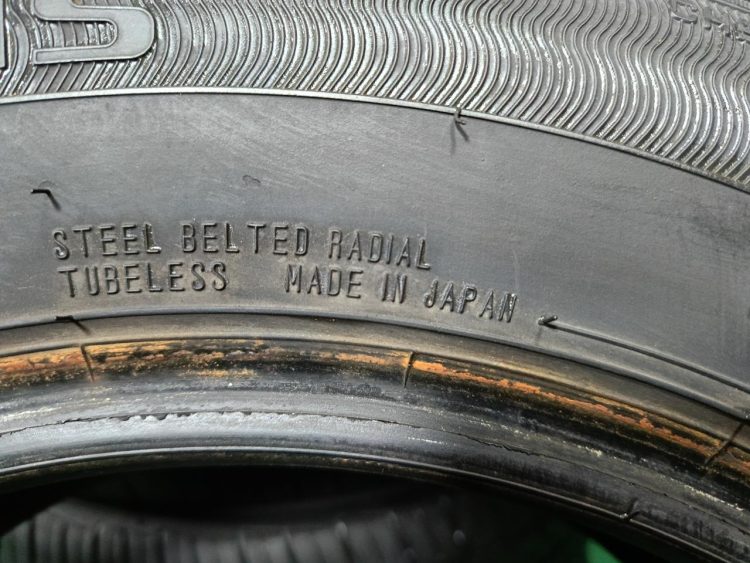 STEEL BELTED RADIAL
TUBELESS MADE IN JAPAN